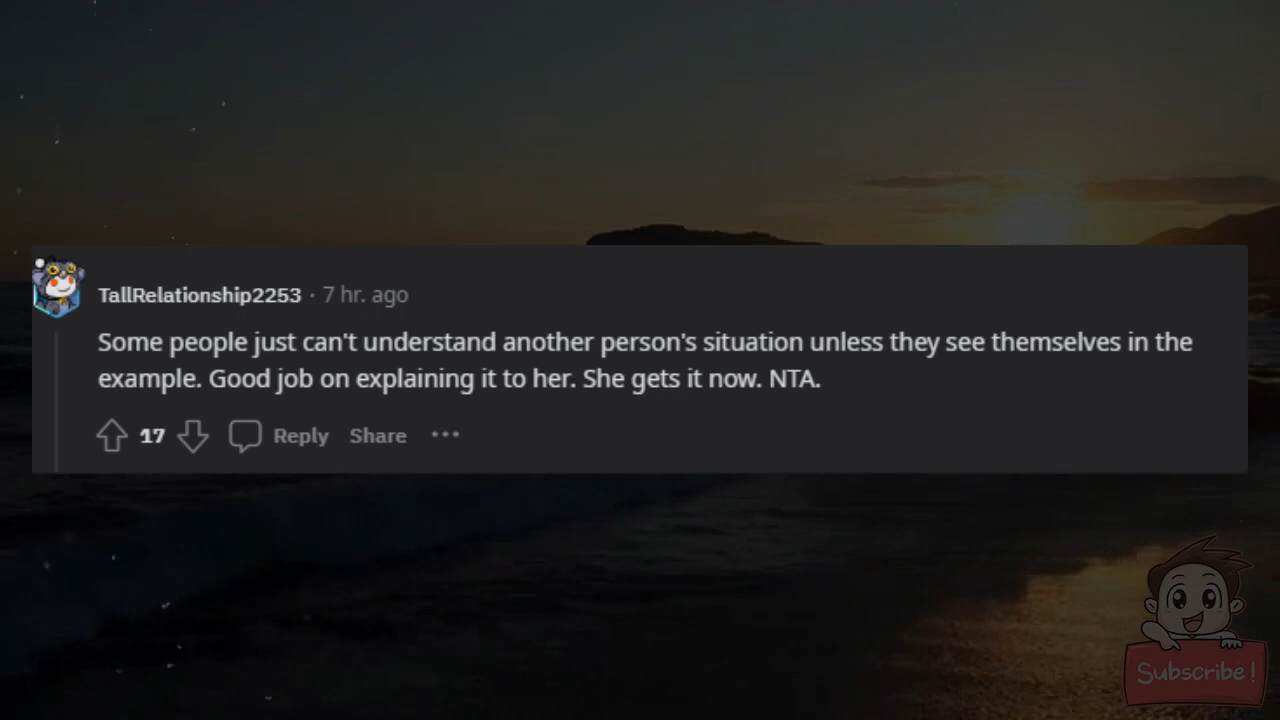 TallRelationship2253 · 7 hr. ago
Some people just can't understand another person's situation unless they see themselves in the
example. Good job on explaining it to her. She gets it now. NTA.
17 Reply Share ···
Subscribe!